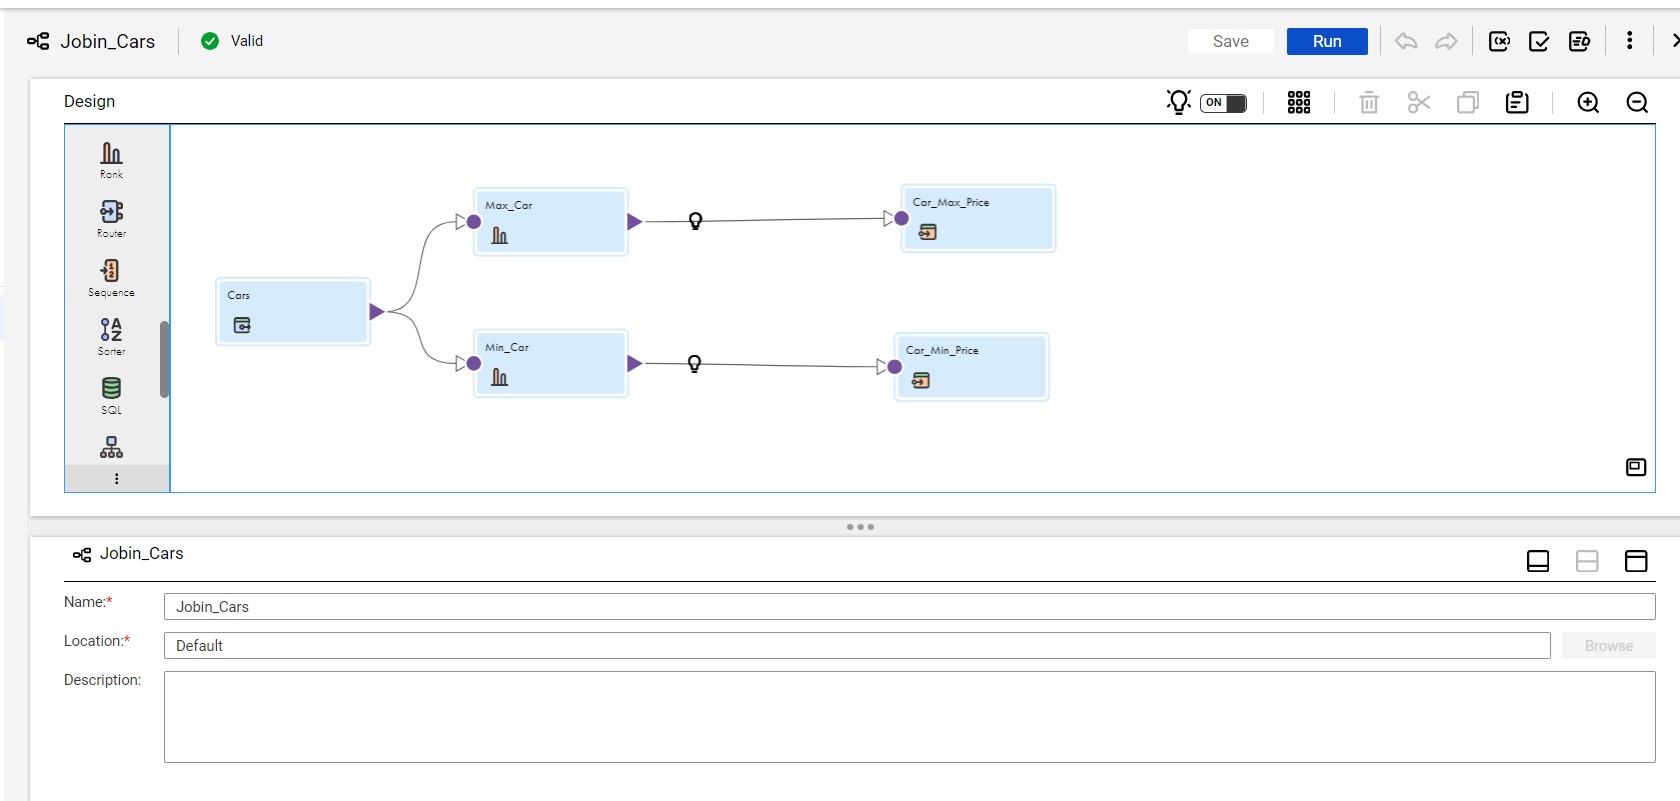 Jobin_Cars
Valid
Save
Run
Design
ON
Rank
Router
Sequence
Sorter
SQL
Cars
Max_Car
Min_Car
Car_Max_Price
Car_Min_Price
Jobin_Cars
Name:*
Jobin_Cars
Location:*
Default
Browse
Description: